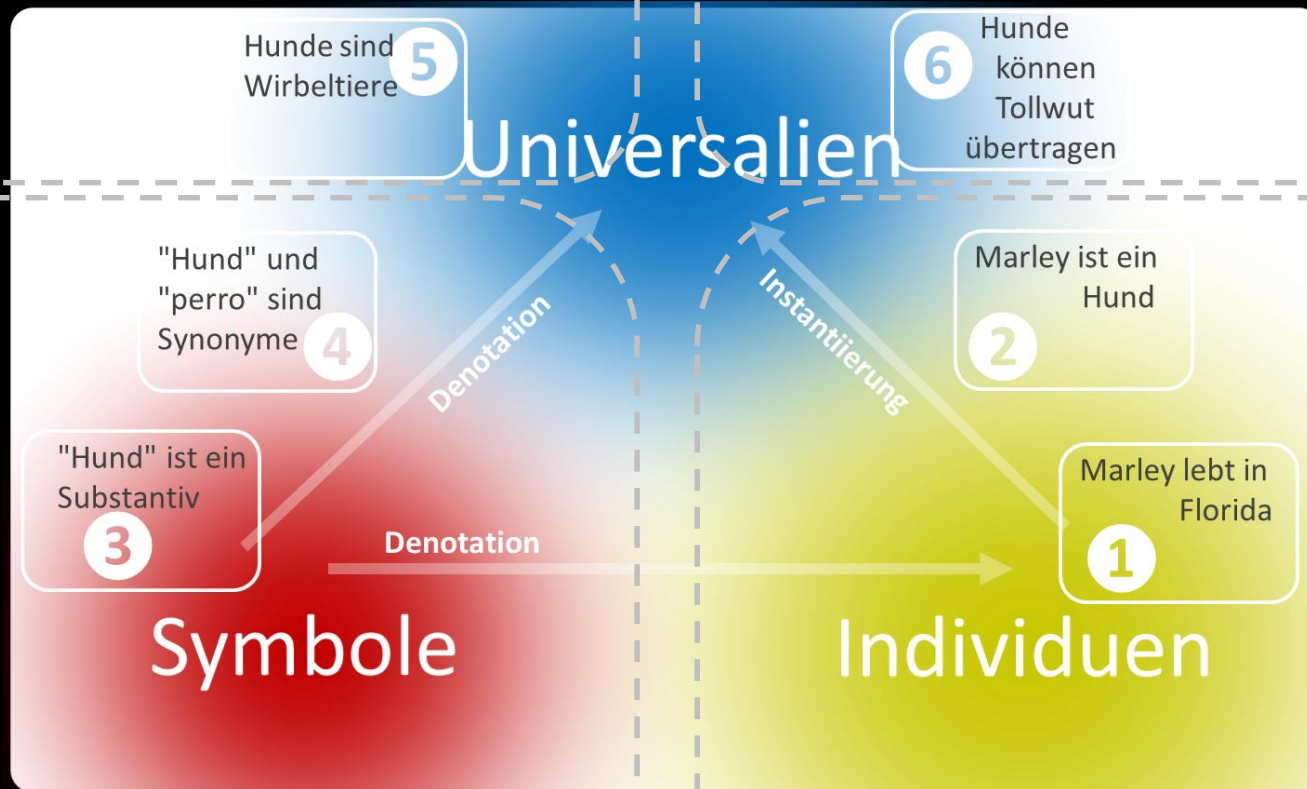 Hunde sind
Wirbeltiere
5
6
Hunde
können
Tollwut
übertragen
Universalien
"Hund" und
"perro" sind
Synonyme
4
Denotation
Instantiierung
Marley ist ein
Hund
2
"Hund" ist ein
Substantiv
3
Denotation
Marley lebt in
Florida
1
Symbole
Individuen